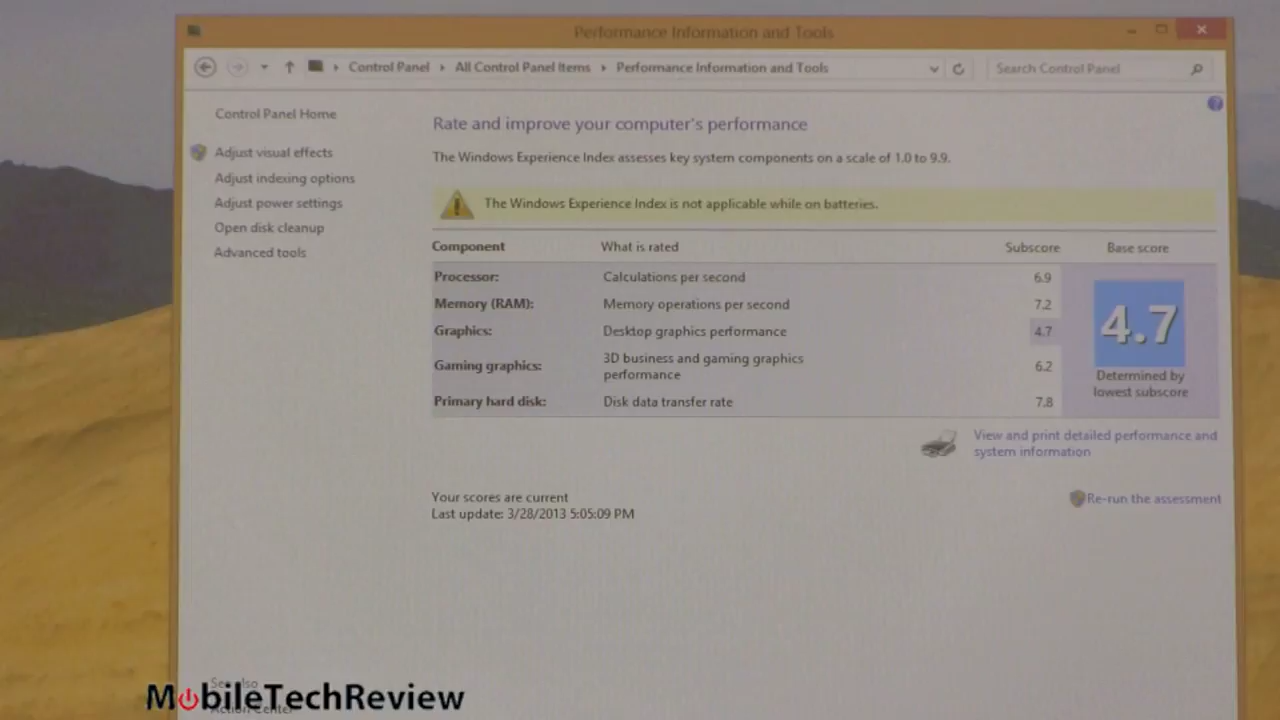 Performance Information and Tools
Control Panel
All Control Panel Items
Performance Information and Tools
Search Control Panel
Control Panel Home
Adjust visual effects
Adjust indexing options
Adjust power settings
Open disk cleanup
Advanced tools
Rate and improve your computer's performance
The Windows Experience Index assesses key system components on a scale of 1.0 to 9.9.
The Windows Experience Index is not applicable while on batteries.
Component What is rated Subscore Base score
Processor: Calculations per second 6.9
Memory (RAM): Memory operations per second 7.2
Graphics: Desktop graphics performance 4.7
Gaming graphics: 3D business and gaming graphics
performance 6.2
Primary hard disk: Disk data transfer rate 7.8
4.7
Determined by
lowest subscore
View and print detailed performance and
system information
Your scores are current
Last update: 3/28/2013 5:05:09 PM
Re-run the assessment
See also
Action Center
MobileTechReview